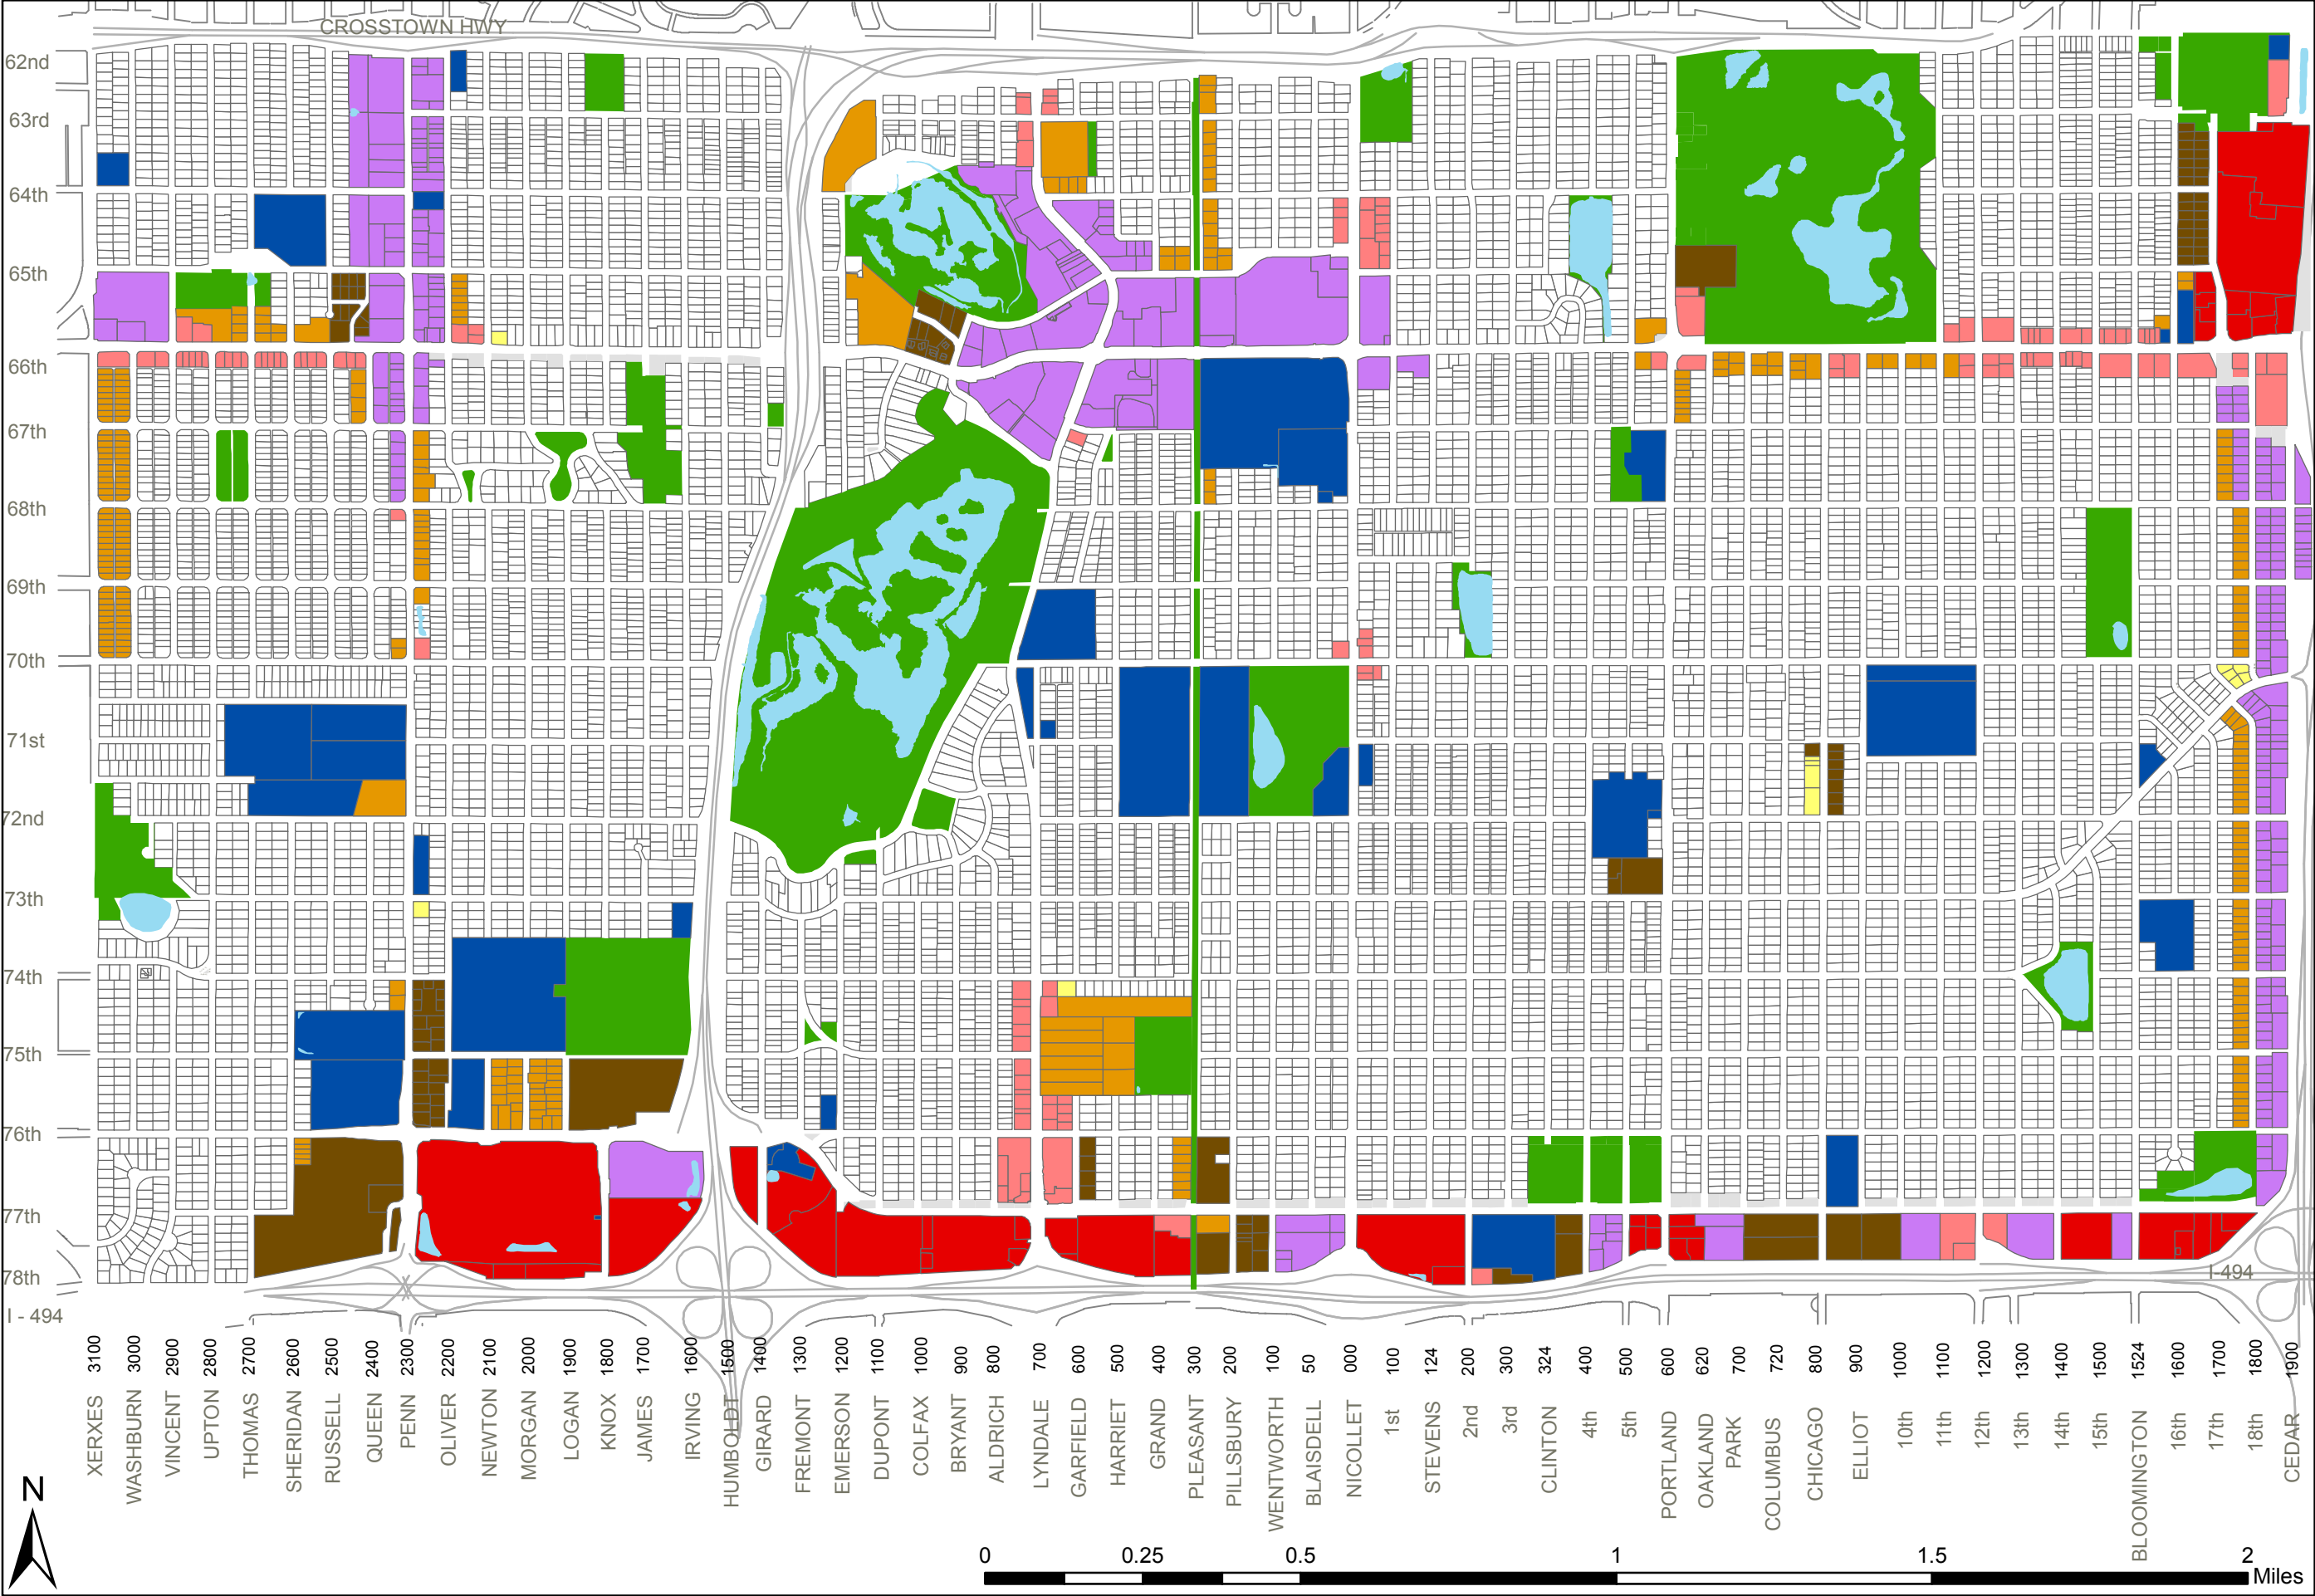 CROSSTOWN HWY
62nd
63rd
64th
65th
66th
67th
68th
69th
70th
71st
72nd
73th
74th
75th
76th
77th
78th
I-494
I - 494
3100 3000 2900 2800 2700 2600 2500 2400 2300 2200 2100 2000 1900 1800 1700 1600 1500 1400 1300 1200 1100 1000 900 800 700 600 500 400 300 200 100 50 000 100 124 200 300 324 400 500 600 620 700 720 800 900 1000 1100 1200 1300 1400 1500 1524 1600 1700 1800 1900
XERXES WASHBURN VINCENT UPTON THOMAS SHERIDAN RUSSELL QUEEN PENN OLIVER NEWTON MORGAN LOGAN KNOX JAMES IRVING HUMBOLDT GIRARD FREMONT EMERSON DUPONT COLFAX BRYANT ALDRICH LYNDALE GARFIELD HARRIET GRAND PLEASANT PILLSBURY WENTWORTH BLAISDELL NICOLLET 1st STEVENS 2nd 3rd CLINTON 4th 5th PORTLAND OAKLAND PARK COLUMBUS CHICAGO ELLIOT 10th 11th 12th 13th 14th 15th BLOOMINGTON 16th 17th 18th CEDAR
N
0 0.25 0.5 1 1.5 2
Miles